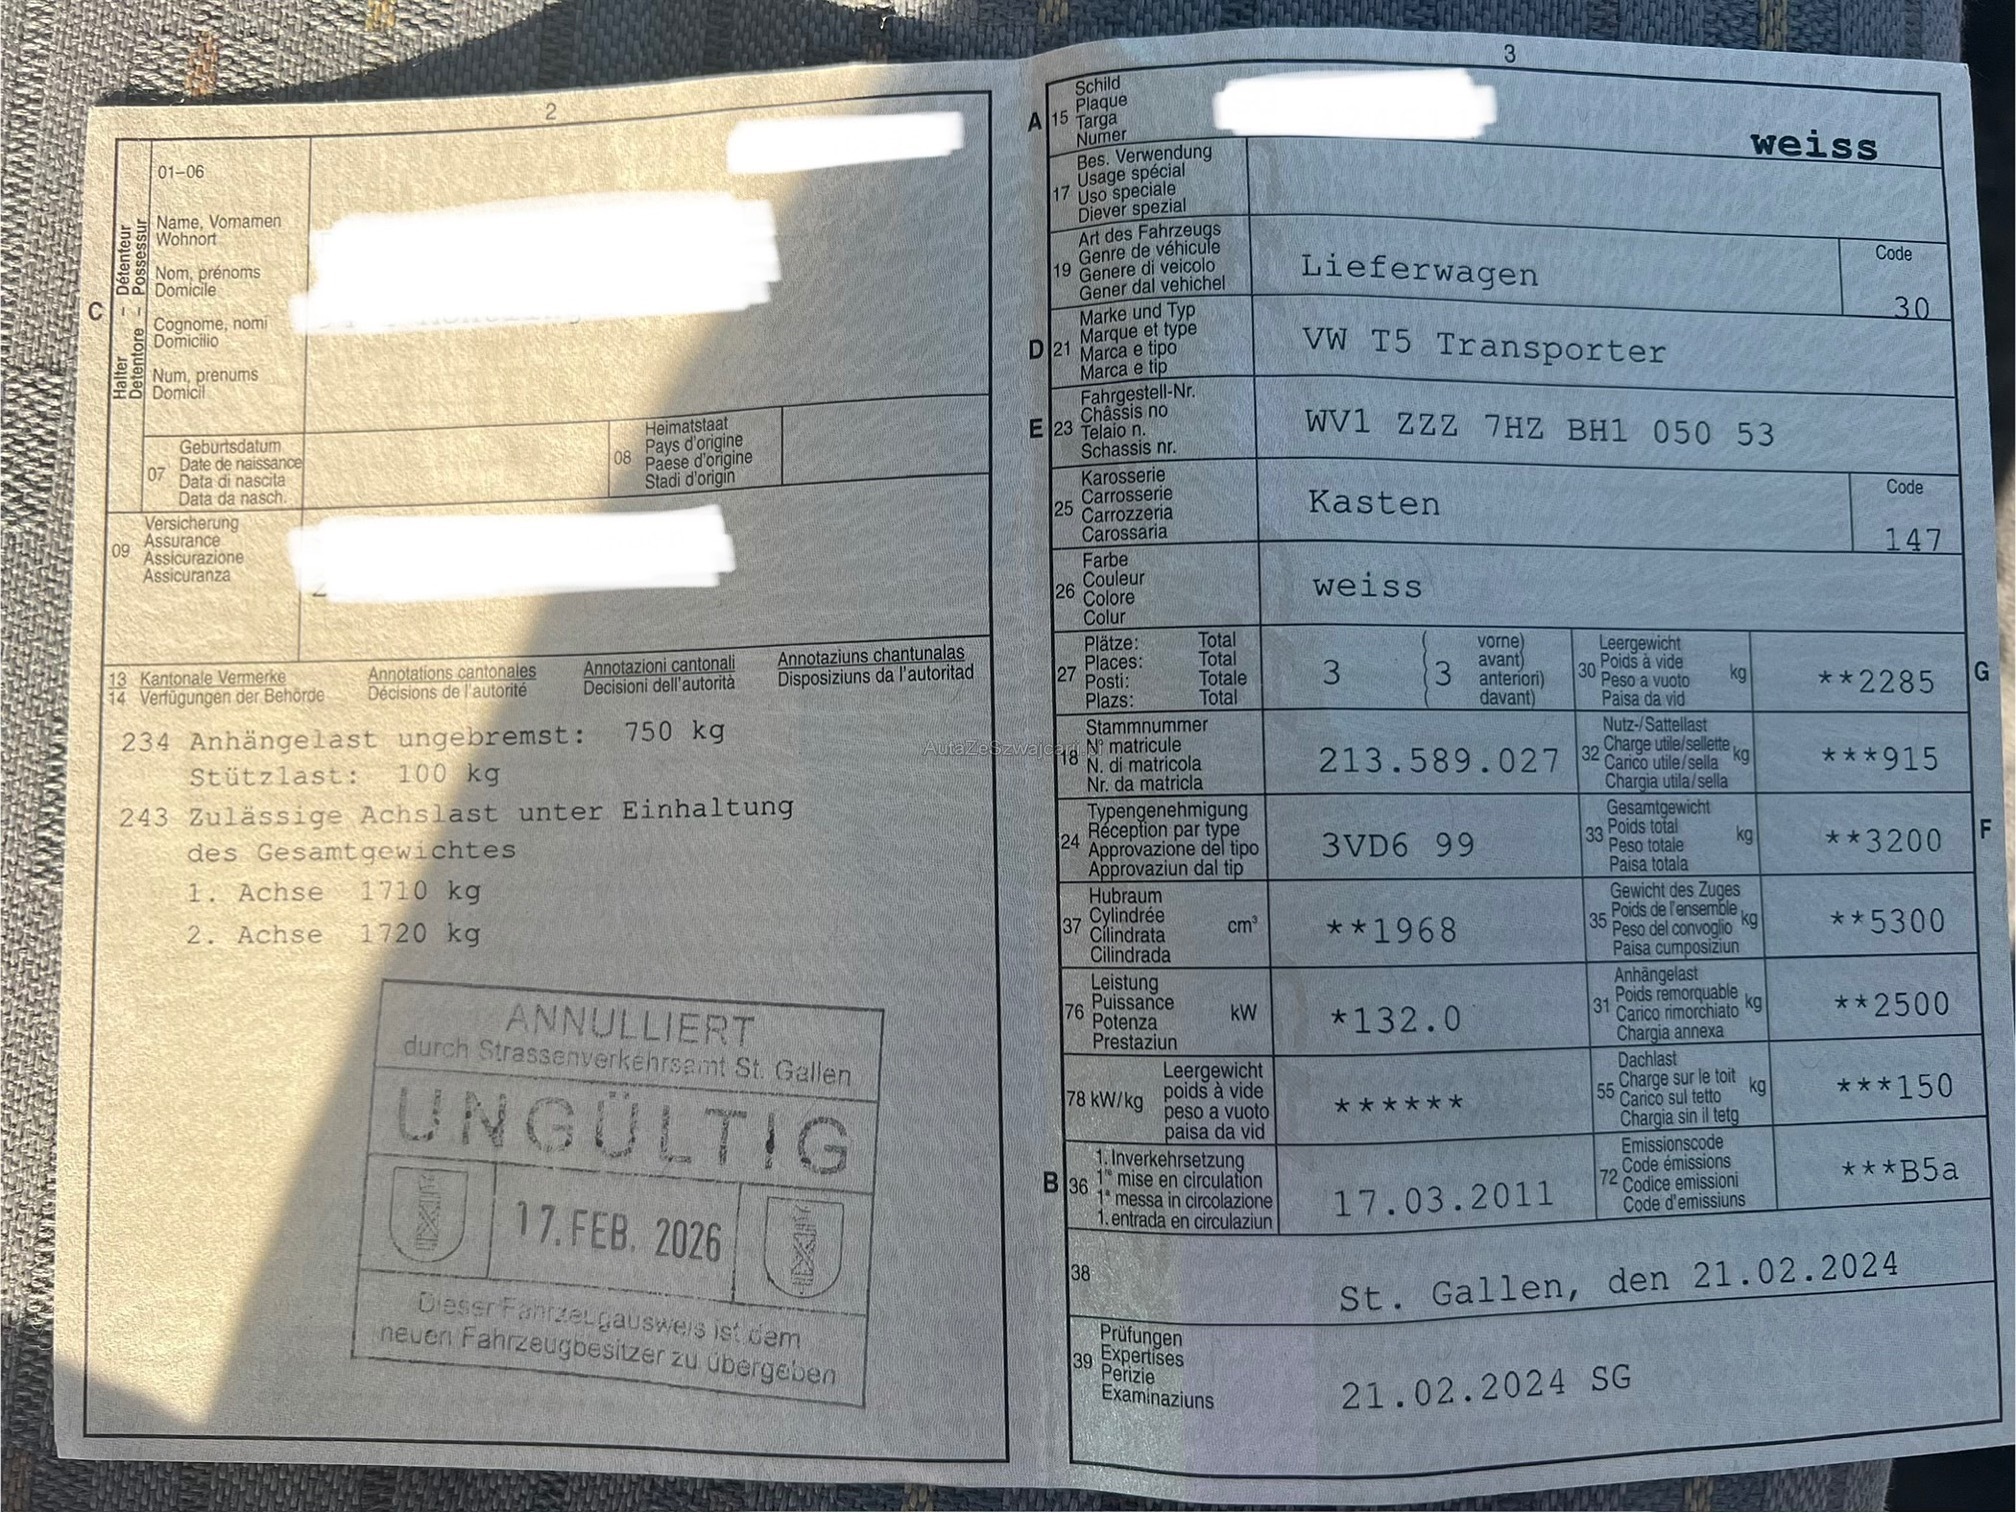 2
01–06
Name, Vornamen
Wohnort
Nom, prénoms
Domicile
Cognome, nomi
Domicilio
Num, prenums
Domicil
C
Halter – Détenteur
Detentore – Possessur
07
Geburtsdatum
Date de naissance
Data di nascita
Data da nasch.
08
Heimatstaat
Pays d'origine
Paese d'origine
Stadi d'origin
09
Versicherung
Assurance
Assicurazione
Assicuranza
13 Kantonale Vermerke Annotations cantonales Annotazioni cantonali Annotaziuns chantunalas
14 Verfügungen der Behörde Décisions de l'autorité Decisioni dell'autorità Disposiziuns da l'autoritad
234 Anhängelast ungebremst: 750 kg
Stützlast: 100 kg
243 Zulässige Achslast unter Einhaltung
des Gesamtgewichtes
1. Achse 1710 kg
2. Achse 1720 kg
ANNULLIERT
durch Strassenverkehrsamt St. Gallen
UNGÜLTIG
17. FEB. 2026
Dieser Fahrzeugausweis ist dem
neuen Fahrzeugbesitzer zu übergeben
3
A 15
Schild
Plaque
Targa
Numer
weiss
17
Bes. Verwendung
Usage spécial
Uso speciale
Diever spezial
19
Art des Fahrzeugs
Genre de véhicule
Genere di veicolo
Gener dal vehichel
Lieferwagen
Code
30
D 21
Marke und Typ
Marque et type
Marca e tipo
Marca e tip
VW T5 Transporter
E 23
Fahrgestell-Nr.
Châssis no
Telaio n.
Schassis nr.
WV1 ZZZ 7HZ BH1 050 53
25
Karosserie
Carrosserie
Carrozzeria
Carossaria
Kasten
Code
147
26
Farbe
Couleur
Colore
Colur
weiss
27
Plätze: Total
Places: Total
Posti: Totale
Plazs: Total
3 (3
vorne)
avant)
anteriori)
davant)
30
Leergewicht
Poids à vide
Peso a vuoto
Paisa da vid
kg
**2285
G
18
Stammnummer
N° matricule
N. di matricola
Nr. da matricla
213.589.027
32
Nutz-/Sattellast
Charge utile/sellette
Carico utile/sella
Chargia utila/sella
kg
***915
24
Typengenehmigung
Réception par type
Approvazione del tipo
Approvaziun dal tip
3VD6 99
33
Gesamtgewicht
Poids total
Peso totale
Paisa totala
kg
**3200
F
37
Hubraum
Cylindrée
Cilindrata
Cilindrada
cm³
**1968
35
Gewicht des Zuges
Poids de l'ensemble
Peso del convoglio
Paisa cumposiziun
kg
**5300
76
Leistung
Puissance
Potenza
Prestaziun
kW
*132.0
31
Anhängelast
Poids remorquable
Carico rimorchiato
Chargia annexa
kg
**2500
78 kW/kg
Leergewicht
poids à vide
peso a vuoto
paisa da vid
******
55
Dachlast
Charge sur le toit
Carico sul tetto
Chargia sin il tetg
kg
***150
B 36
1. Inverkehrsetzung
1re mise en circulation
1a messa in circolazione
1. entrada en circulaziun
17.03.2011
72
Emissionscode
Code émissions
Codice emissioni
Code d'emissiuns
***B5a
38
St. Gallen, den 21.02.2024
39
Prüfungen
Expertises
Perizie
Examinaziuns
21.02.2024 SG